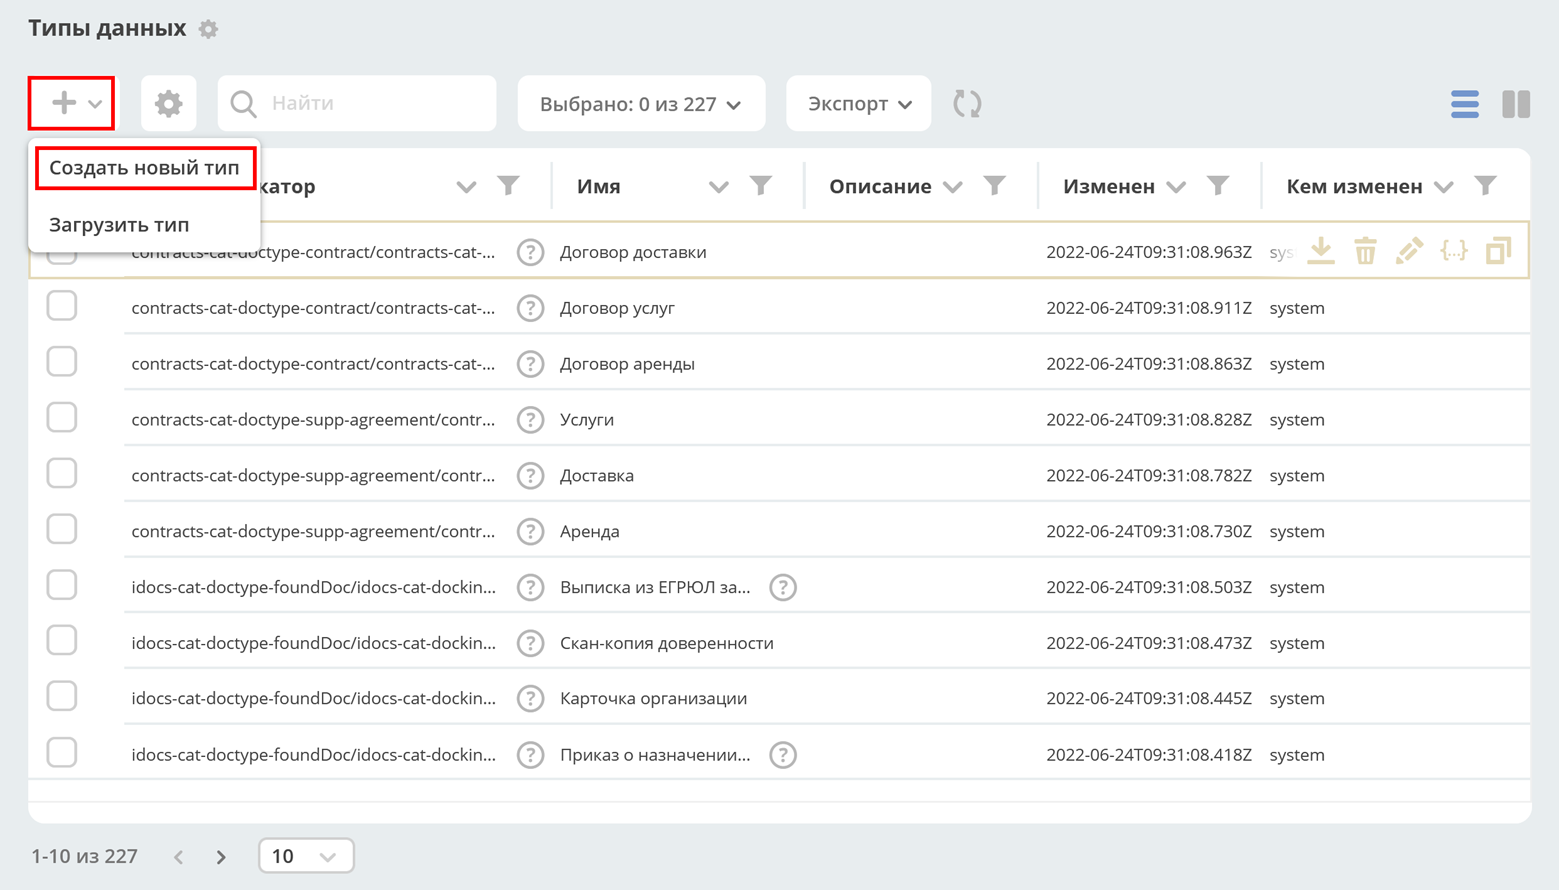 Типы данных
Найти
Выбрано: 0 из 227
Экспорт
Создать новый тип
Загрузить тип
катор Имя Описание Изменен Кем изменен
contracts-cat-doctype-contract/contracts-cat-... ? Договор доставки 2022-06-24T09:31:08.963Z sys {...}
contracts-cat-doctype-contract/contracts-cat-... ? Договор услуг 2022-06-24T09:31:08.911Z system
contracts-cat-doctype-contract/contracts-cat-... ? Договор аренды 2022-06-24T09:31:08.863Z system
contracts-cat-doctype-supp-agreement/contr... ? Услуги 2022-06-24T09:31:08.828Z system
contracts-cat-doctype-supp-agreement/contr... ? Доставка 2022-06-24T09:31:08.782Z system
contracts-cat-doctype-supp-agreement/contr... ? Аренда 2022-06-24T09:31:08.730Z system
idocs-cat-doctype-foundDoc/idocs-cat-dockin... ? Выписка из ЕГРЮЛ за... ? 2022-06-24T09:31:08.503Z system
idocs-cat-doctype-foundDoc/idocs-cat-dockin... ? Скан-копия доверенности 2022-06-24T09:31:08.473Z system
idocs-cat-doctype-foundDoc/idocs-cat-dockin... ? Карточка организации 2022-06-24T09:31:08.445Z system
idocs-cat-doctype-foundDoc/idocs-cat-dockin... ? Приказ о назначении... ? 2022-06-24T09:31:08.418Z system
1-10 из 227 10